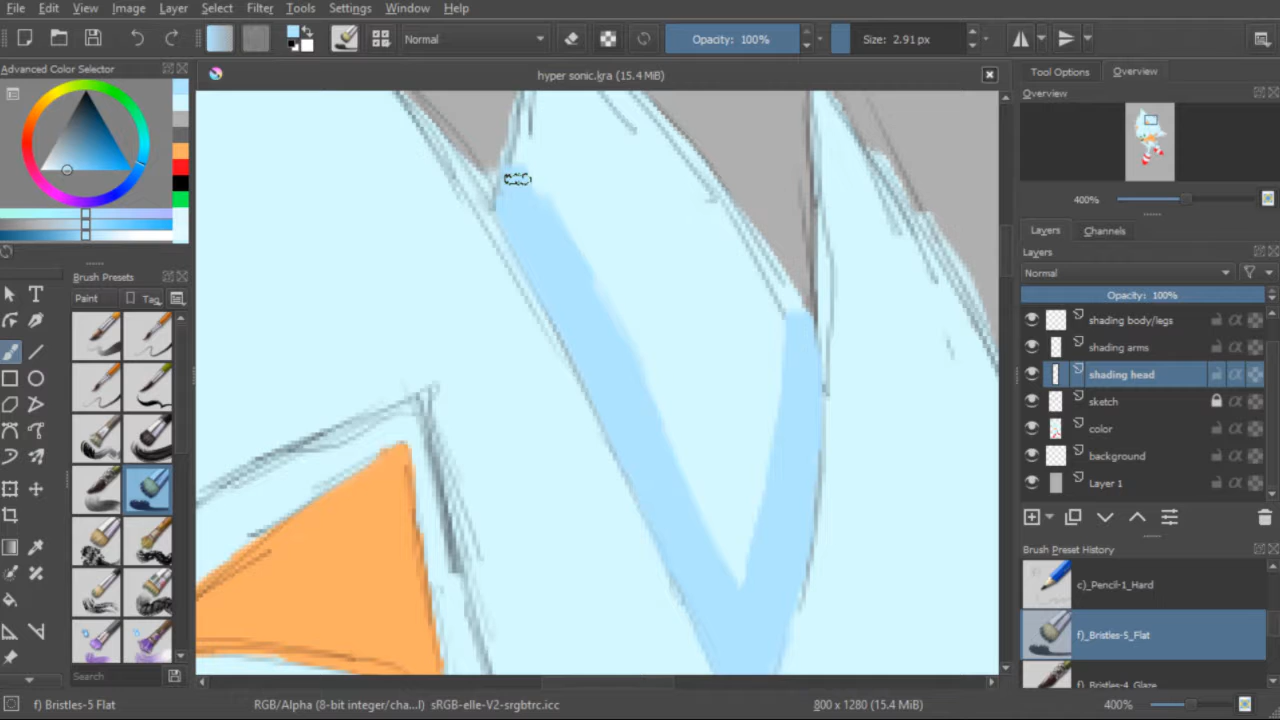 File Edit View Image Layer Select Filter Tools Settings Window Help
Normal
Opacity: 100%
Size: 2.91 px
Advanced Color Selector
hyper sonic.kra (15.4 MiB)
Tool Options
Overview
Overview
400%
Layers
Channels
Layers
Normal
Opacity: 100%
shading body/legs
shading arms
shading head
sketch
color
background
Layer 1
Brush Presets
Paint
Tag
Search
Brush Preset History
c)_Pencil-1_Hard
f)_Bristles-5_Flat
f)_Bristles-4_Glaze
f) Bristles-5 Flat
RGB/Alpha (8-bit integer/cha...l) sRGB-elle-V2-srgbtrc.icc
800 x 1280 (15.4 MiB)
400%